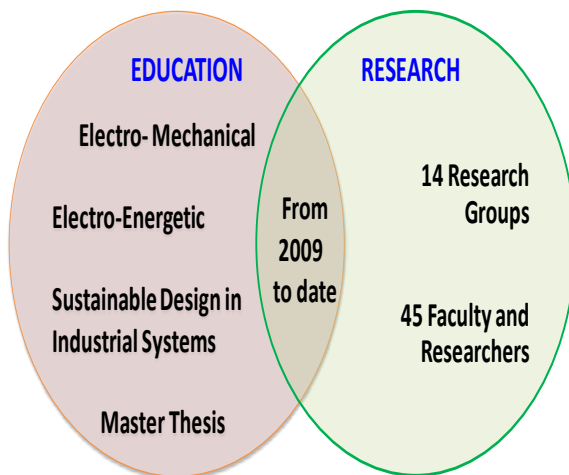 EDUCATION
Electro- Mechanical
Electro-Energetic
Sustainable Design in
Industrial Systems
Master Thesis
From
2009
to date
RESEARCH
14 Research
Groups
45 Faculty and
Researchers